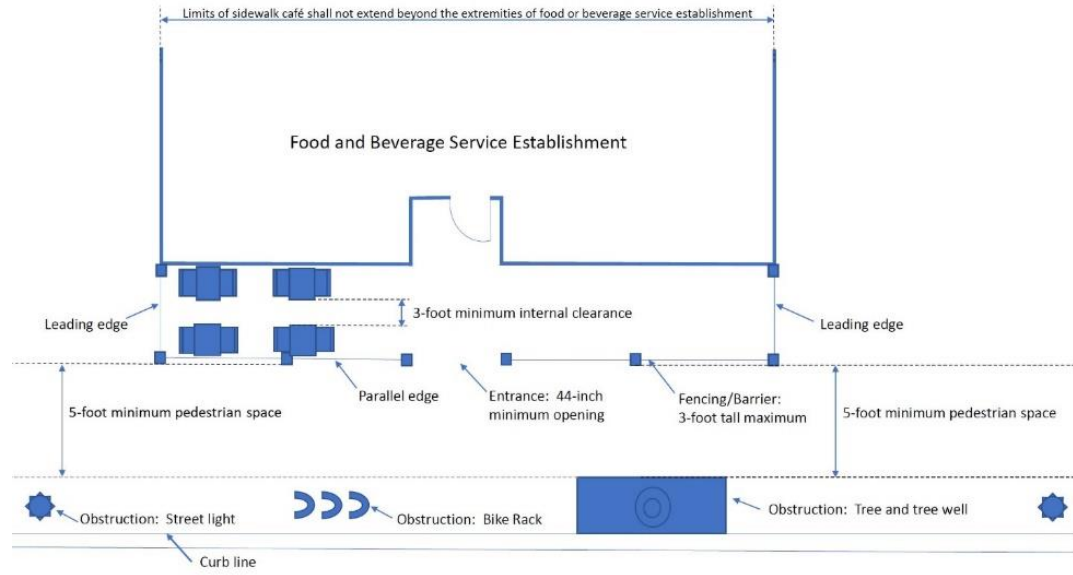 Limits of sidewalk café shall not extend beyond the extremities of food or beverage service establishment
Food and Beverage Service Establishment
3-foot minimum internal clearance
Leading edge
Leading edge
Parallel edge
Entrance: 44-inch
minimum opening
Fencing/Barrier:
3-foot tall maximum
5-foot minimum pedestrian space
5-foot minimum pedestrian space
Obstruction: Street light
Obstruction: Bike Rack
Obstruction: Tree and tree well
Curb line